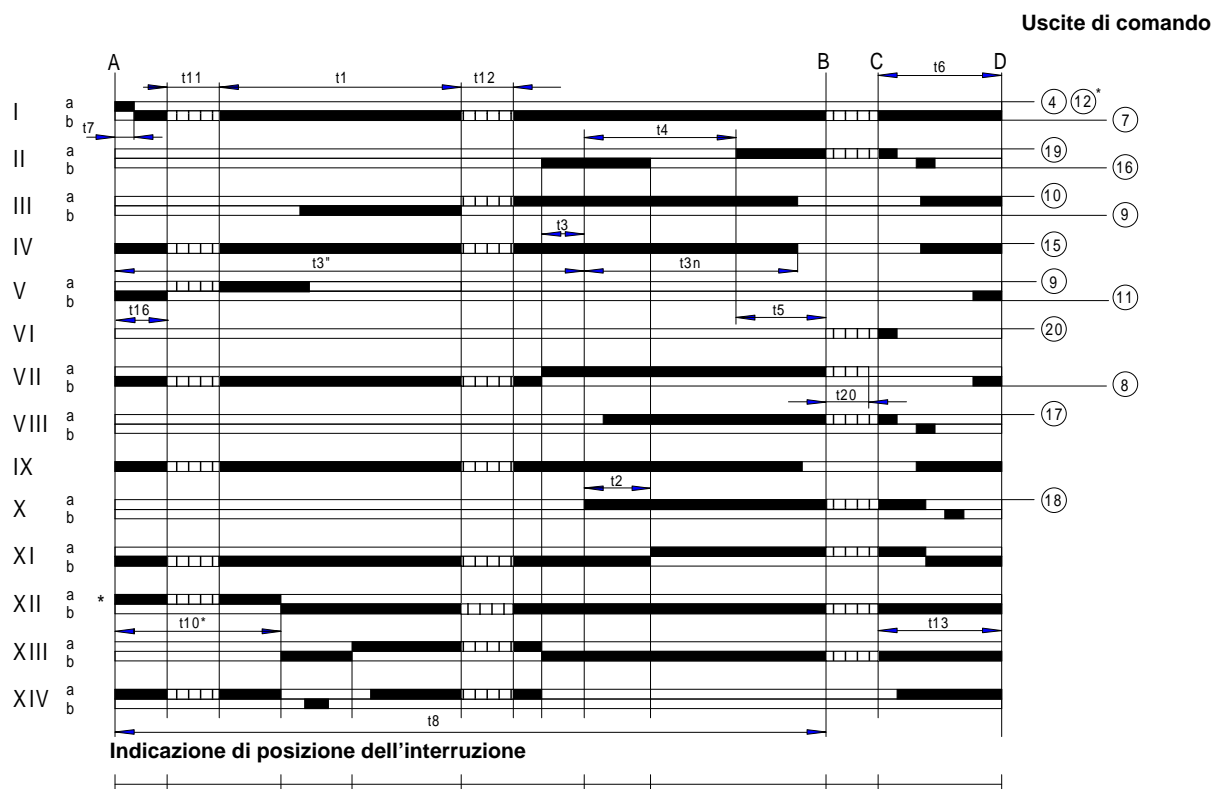 Uscite di comando
A B C D
t11 t1 t12 t6
I a b 4 12* 7
t7 t4
II a b 19 16
III a b 10 9
t3
IV 15
t3" t3n
V a b 9 11
t16 t5
VI 20
VII a b 8
t20
VIII a b 17
IX
t2
X a b 18
XI a b
XII a b *
t10* t13
XIII a b
XIV a b
t8
Indicazione di posizione dell'interruzione